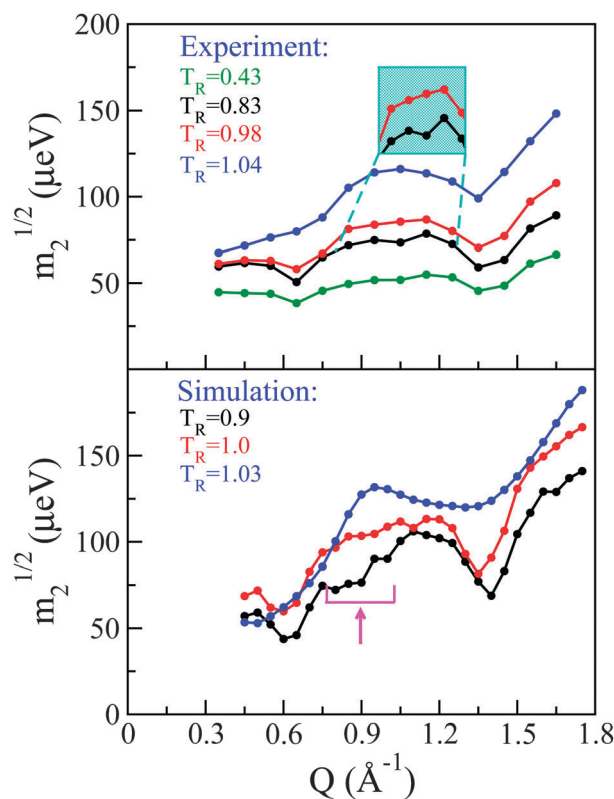 200
Experiment:
T_R=0.43
T_R=0.83
T_R=0.98
T_R=1.04
150
100
50
m_2^{1/2} (μeV)
Simulation:
T_R=0.9
T_R=1.0
T_R=1.03
150
100
50
0
m_2^{1/2} (μeV)
0 0.3 0.6 0.9 1.2 1.5 1.8
Q (Å^{-1})